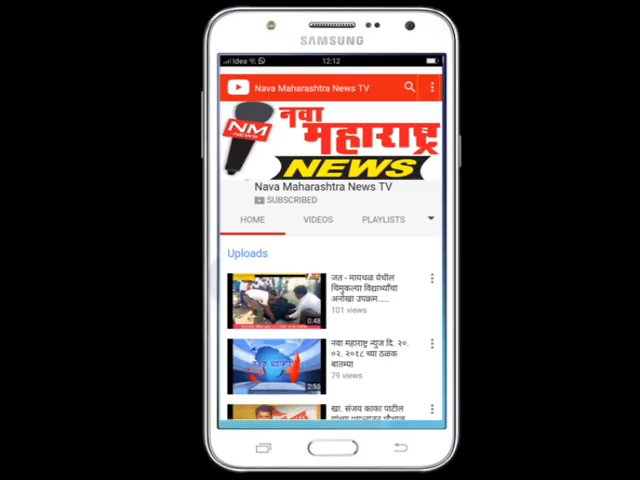 SAMSUNG
Idea 12:12
Nava Maharashtra News TV
NM
NEWS
नवा
महाराष्ट्र
NEWS
Nava Maharashtra News TV
SUBSCRIBED
HOME VIDEOS PLAYLISTS
Uploads
जत - मायथळ येथील
चिमुकल्या विद्यार्थ्यांचा
अनोखा उपक्रम......
101 views
0:48
नवा महाराष्ट्र न्युज दि. २०.
०२. २०१८ च्या ठळक
बातम्या
79 views
2:55
खा. संजय काका पाटील